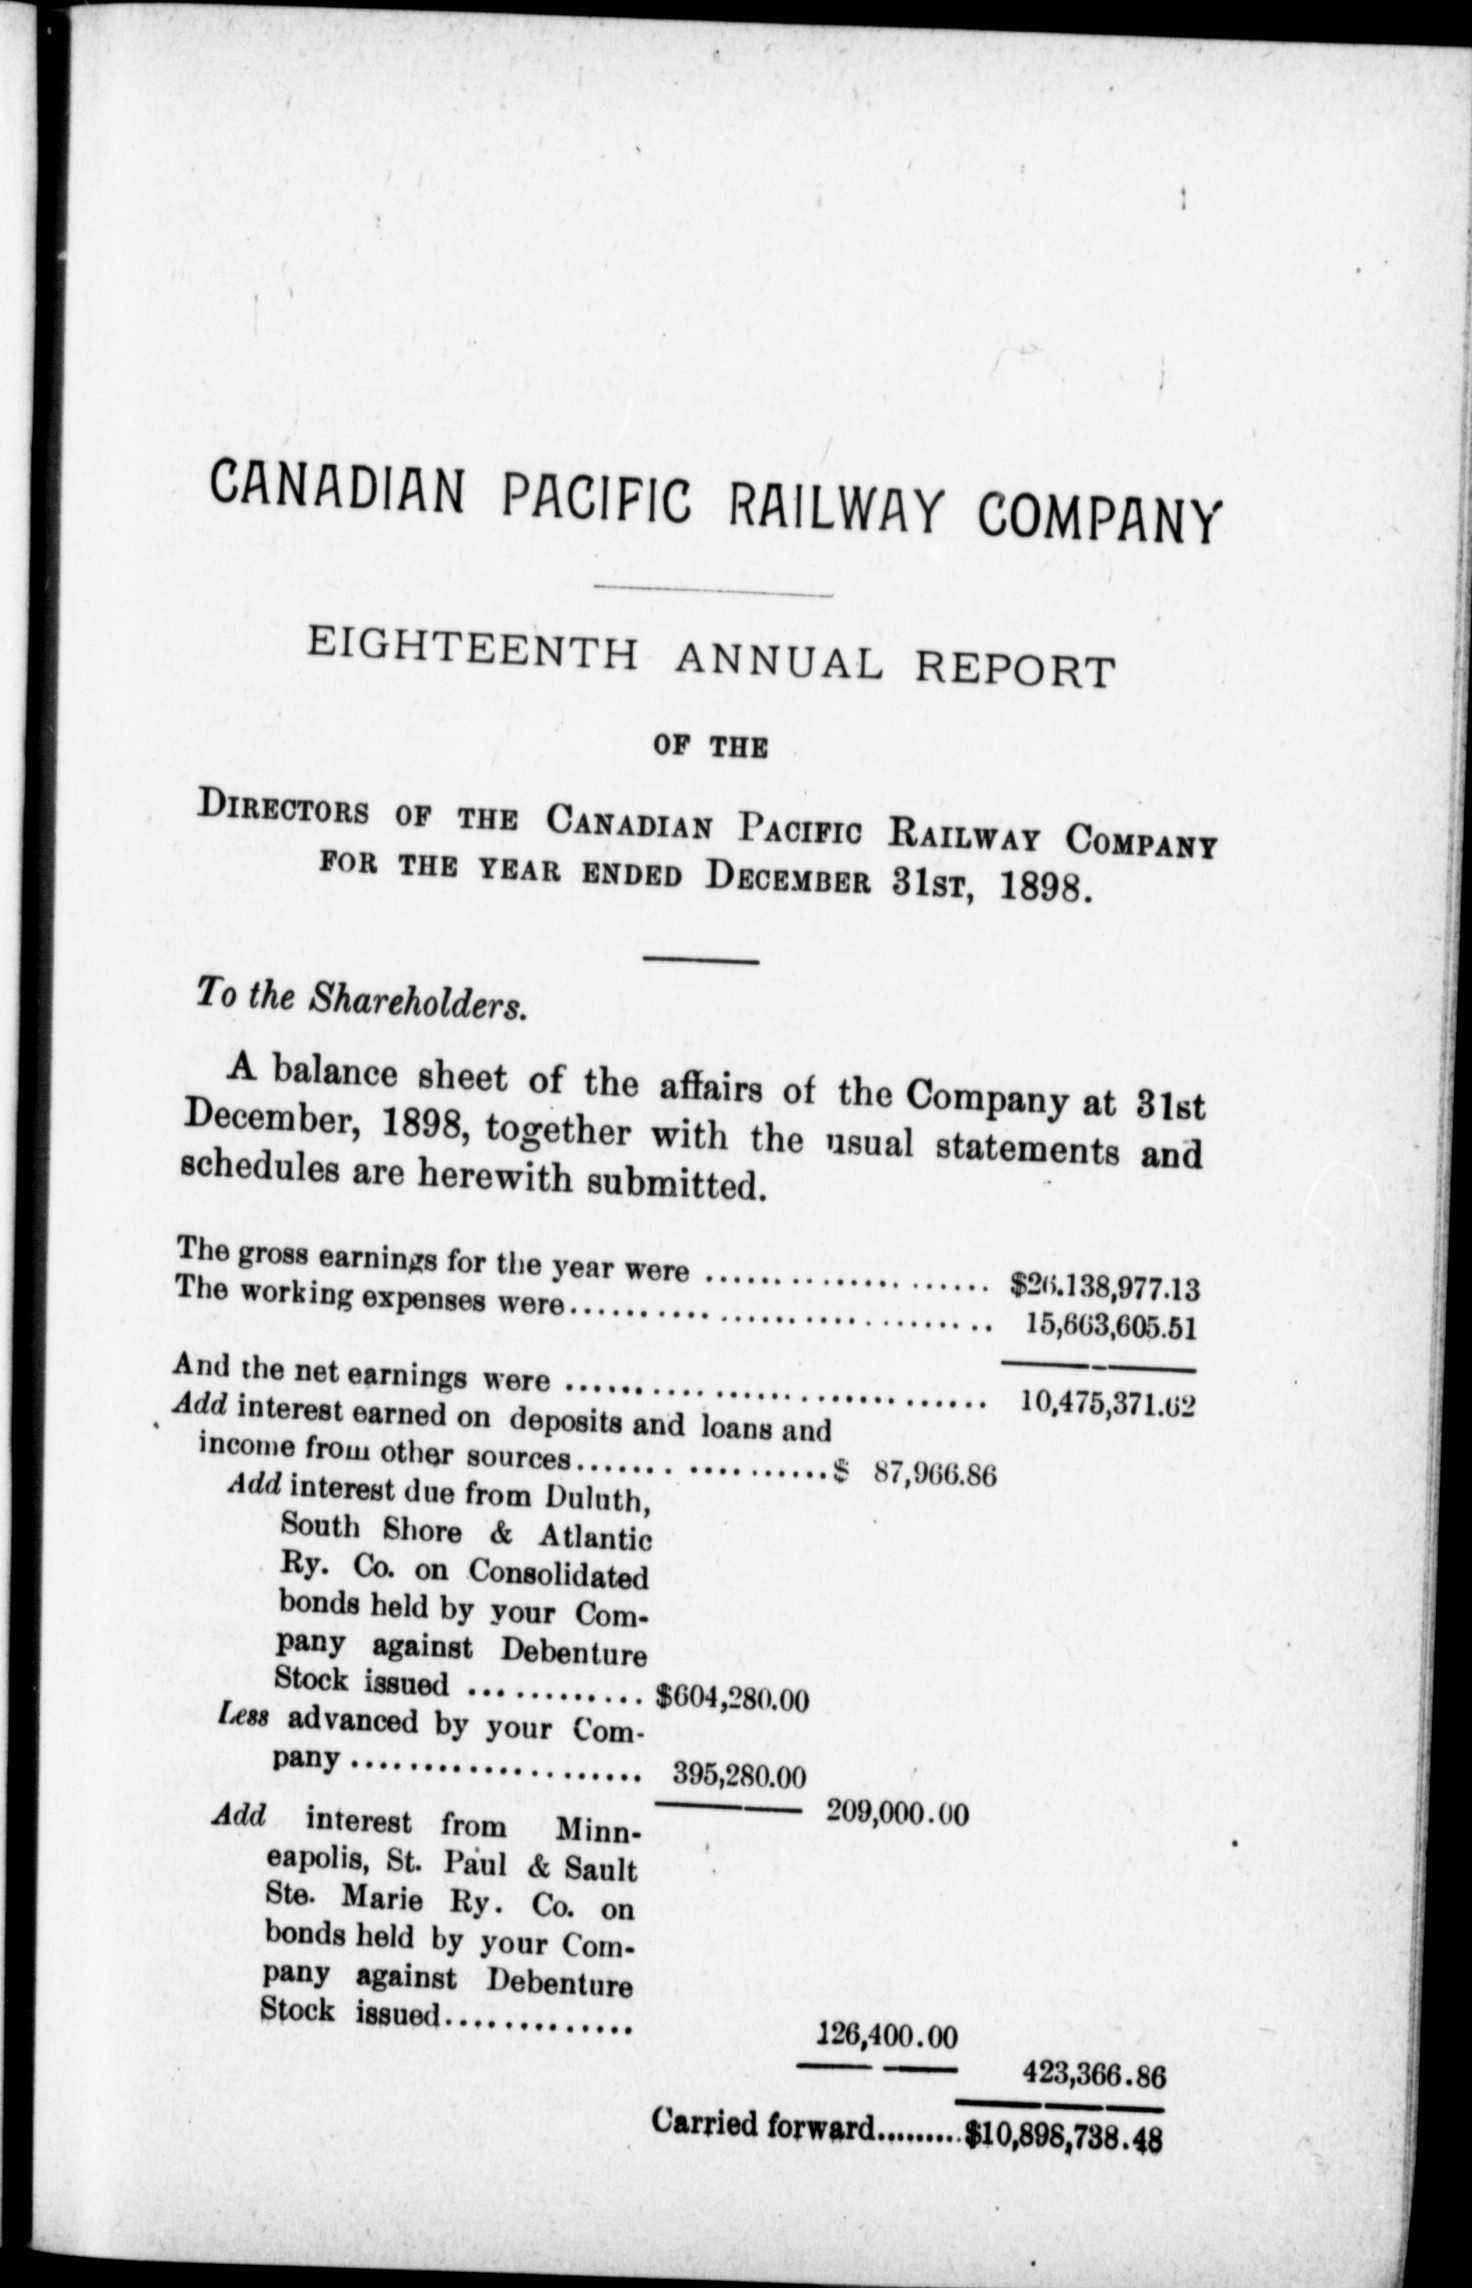 CANADIAN PACIFIC RAILWAY COMPANY
EIGHTEENTH ANNUAL REPORT
OF THE
DIRECTORS OF THE CANADIAN PACIFIC RAILWAY COMPANY
FOR THE YEAR ENDED DECEMBER 31ST, 1898.
To the Shareholders.
A balance sheet of the affairs of the Company at 31st
December, 1898, together with the usual statements and
schedules are herewith submitted.
The gross earnings for the year were .................... $26.138,977.13
The working expenses were.............................. 15,663,605.51
And the net earnings were .............................. 10,475,371.62
Add interest earned on deposits and loans and
income from other sources.................$ 87,966.86
Add interest due from Duluth,
South Shore & Atlantic
Ry. Co. on Consolidated
bonds held by your Com-
pany against Debenture
Stock issued ............ $604,280.00
Less advanced by your Com-
pany .................... 395,280.00
209,000.00
Add interest from Minn-
eapolis, St. Paul & Sault
Ste. Marie Ry. Co. on
bonds held by your Com-
pany against Debenture
Stock issued.............
126,400.00
423,366.86
Carried forward.........$10,898,738.48